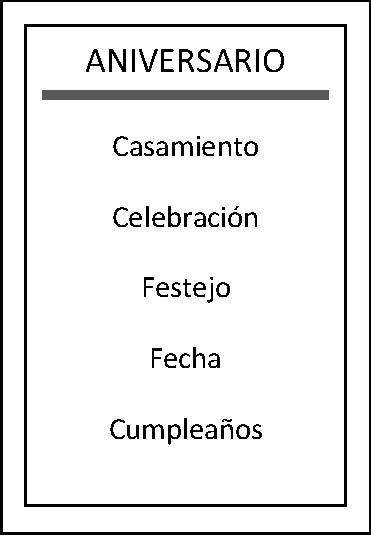 ANIVERSARIO
Casamiento
Celebración
Festejo
Fecha
Cumpleaños